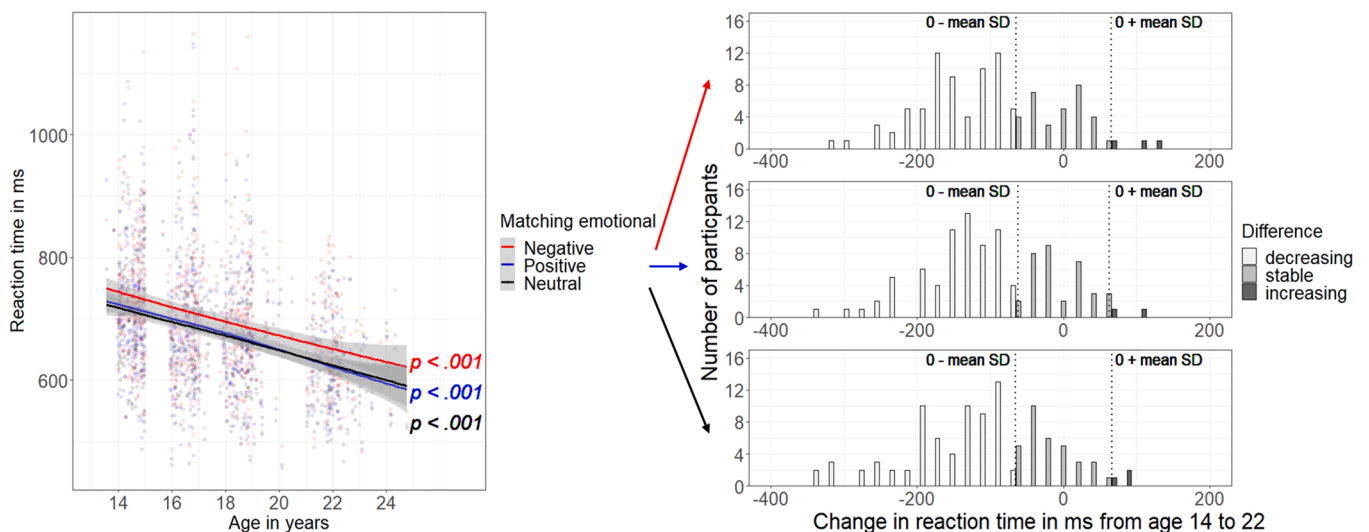 Reaction time in ms
1000
800
600
14
16
18
20
22
24
Age in years
p < .001
p < .001
p < .001
Matching emotional
Negative
Positive
Neutral
Number of particpants
16
12
8
4
0
0 - mean SD
0 + mean SD
-400
-200
0
200
16
12
8
4
0
0 - mean SD
0 + mean SD
-400
-200
0
200
16
12
8
4
0
0 - mean SD
0 + mean SD
-400
-200
0
200
Change in reaction time in ms from age 14 to 22
Difference
decreasing
stable
increasing